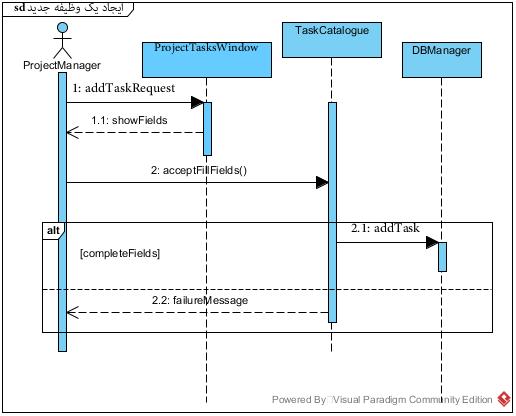 sd ایجاد یک وظیفه جدید
TaskCatalogue
ProjectTasksWindow
DBManager
ProjectManager
1: addTaskRequest
1.1: showFields
2: acceptFillFields()
alt
2.1: addTask
[completeFields]
2.2: failureMessage
Powered By Visual Paradigm Community Edition